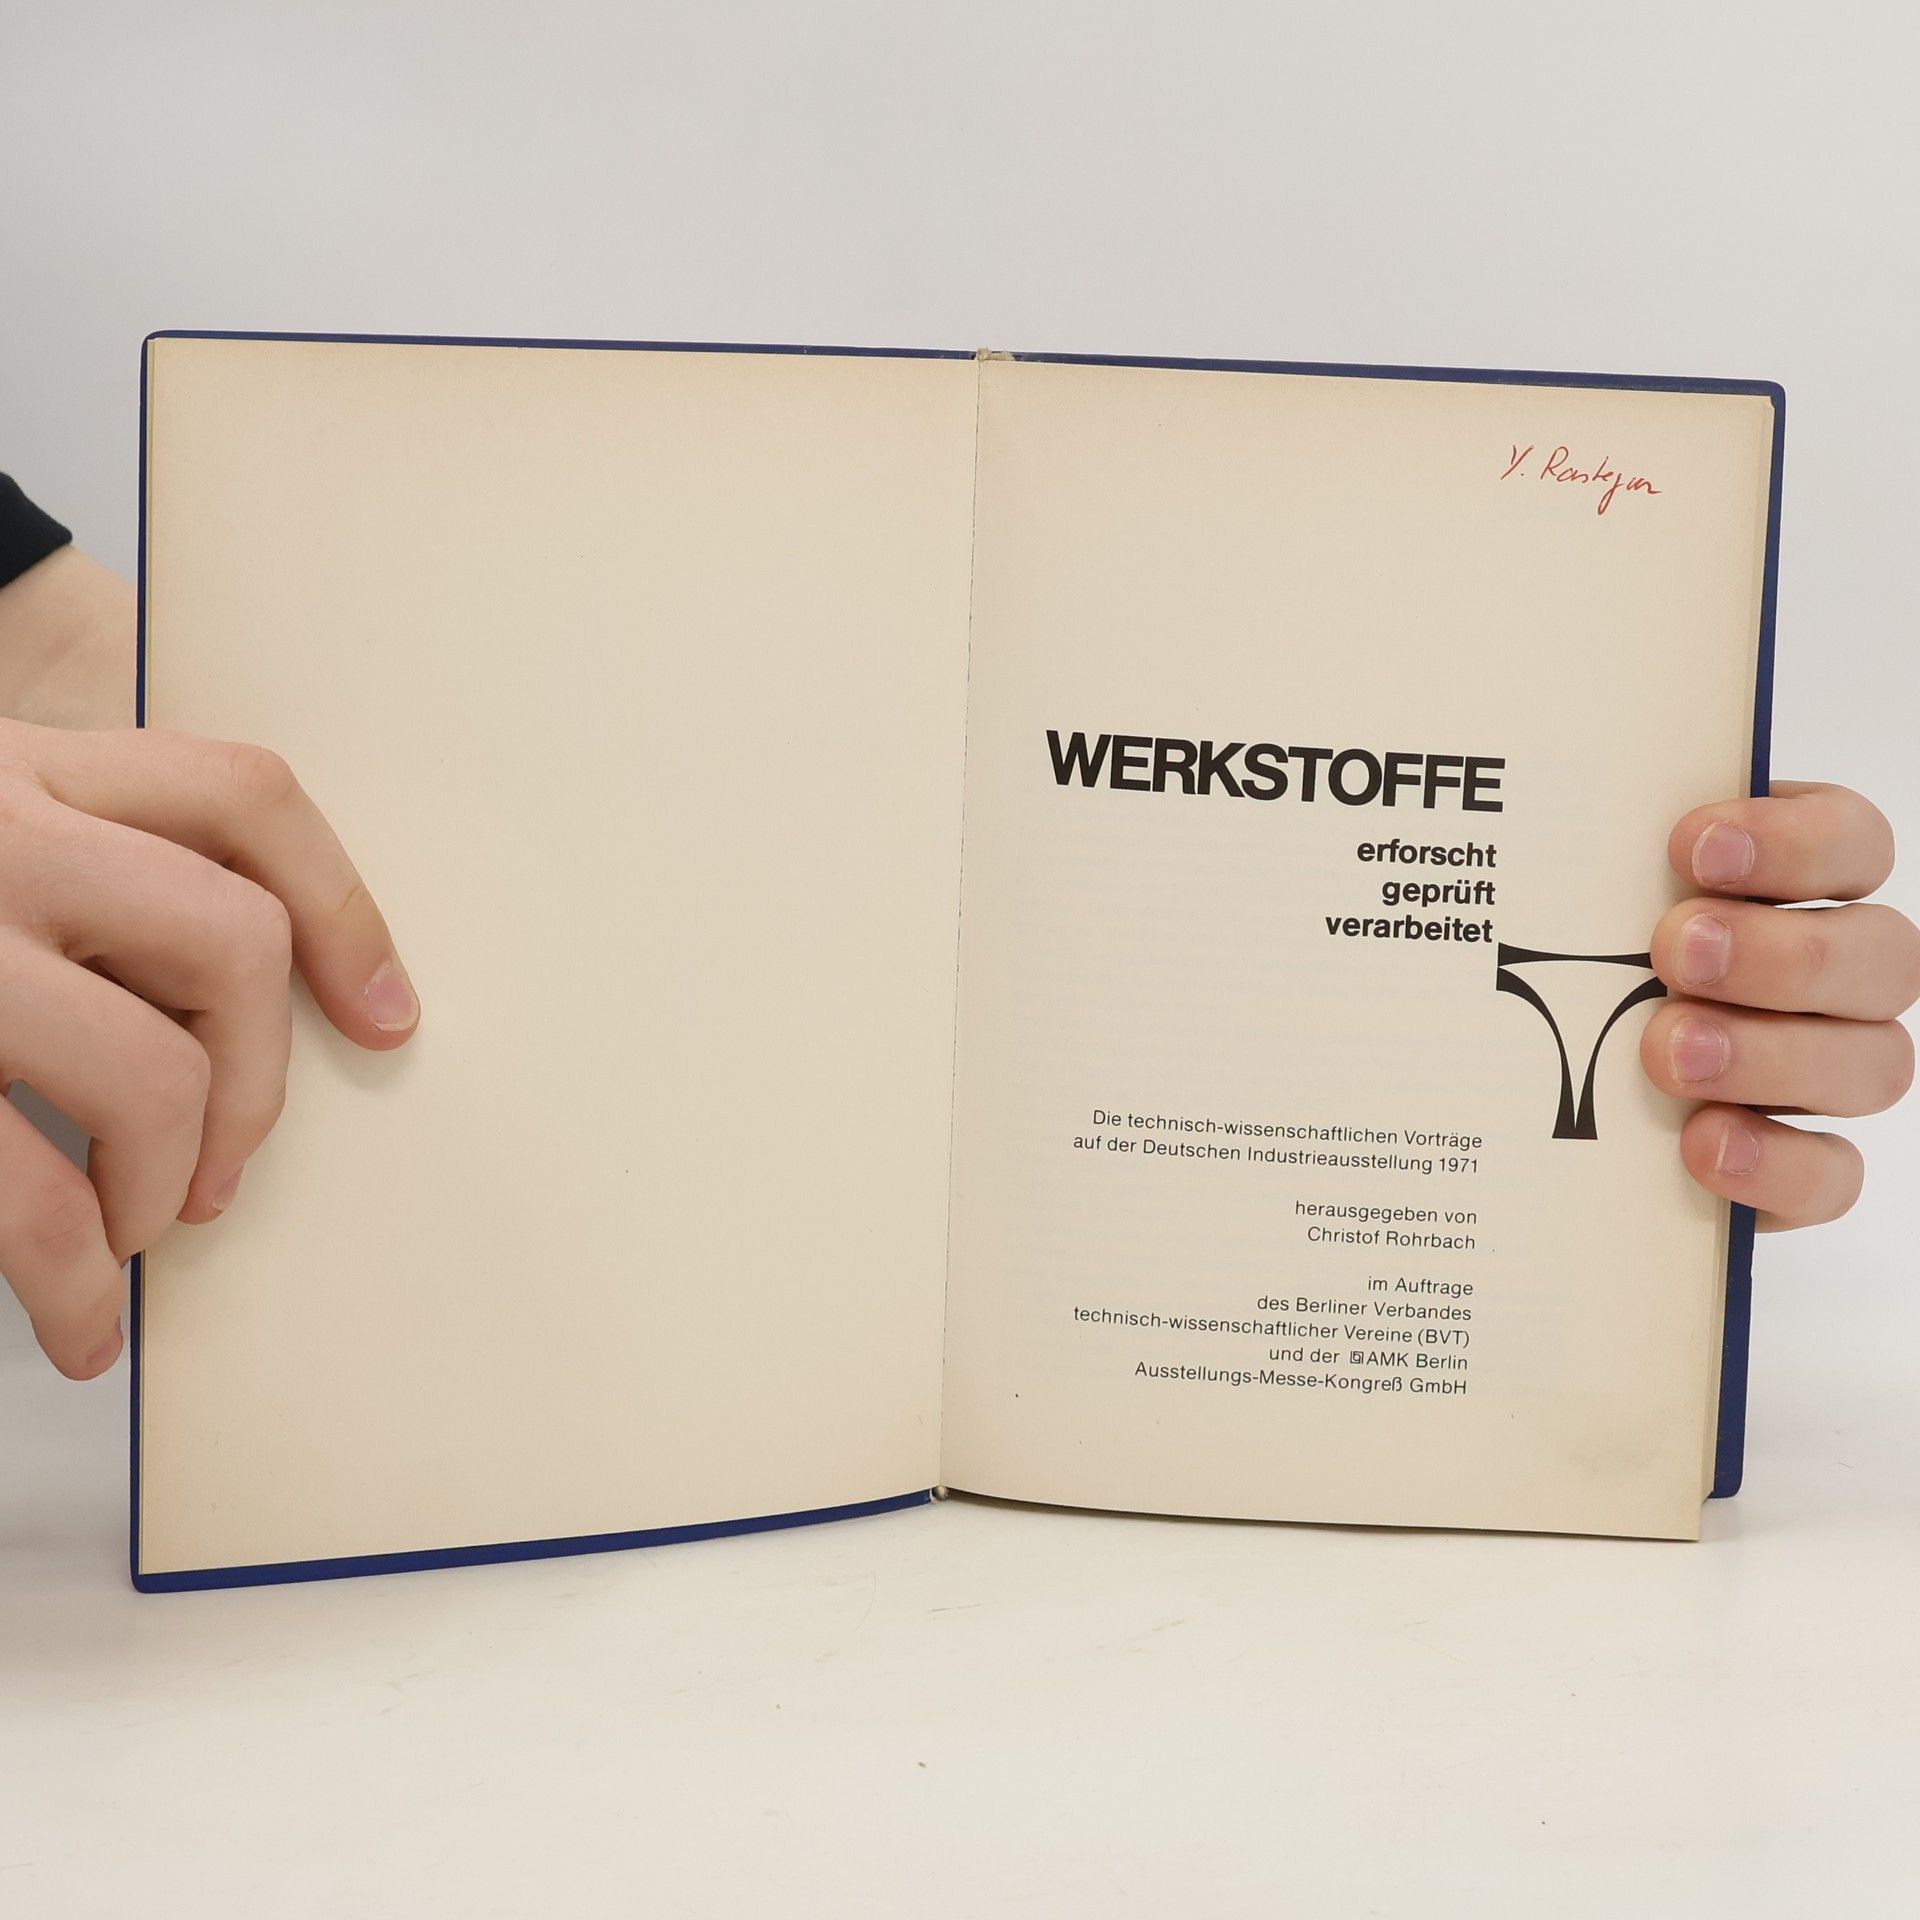 Y. Rastegar
WERKSTOFFE
erforscht
geprüft
verarbeitet
Die technisch-wissenschaftlichen Vorträge
auf der Deutschen Industrieausstellung 1971
herausgegeben von
Christof Rohrbach
im Auftrage
des Berliner Verbandes
technisch-wissenschaftlicher Vereine (BVT)
und der AMK Berlin
Ausstellungs-Messe-Kongreß GmbH